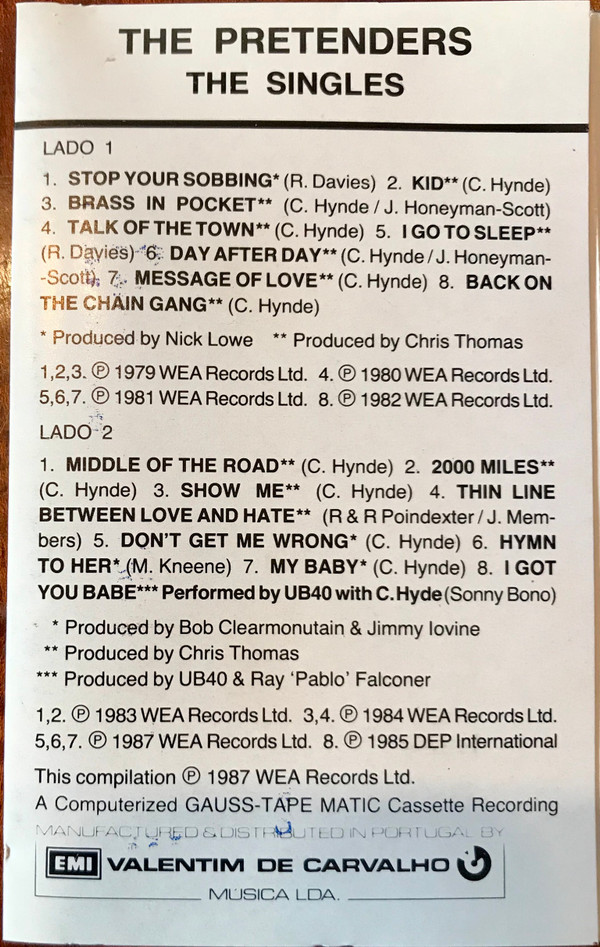 THE PRETENDERS
THE SINGLES
LADO 1
1. STOP YOUR SOBBING* (R. Davies) 2. KID** (C. Hynde)
3. BRASS IN POCKET** (C. Hynde / J. Honeyman-Scott)
4. TALK OF THE TOWN** (C. Hynde) 5. I GO TO SLEEP**
(R. Davies) 6. DAY AFTER DAY** (C. Hynde / J. Honeyman-
-Scott), 7. MESSAGE OF LOVE** (C. Hynde) 8. BACK ON
THE CHAIN GANG** (C. Hynde)
* Produced by Nick Lowe ** Produced by Chris Thomas
1,2,3. ℗ 1979 WEA Records Ltd. 4. ℗ 1980 WEA Records Ltd.
5,6,7. ℗ 1981 WEA Records Ltd. 8. ℗ 1982 WEA Records Ltd.
LADO 2
1. MIDDLE OF THE ROAD** (C. Hynde) 2. 2000 MILES**
(C. Hynde) 3. SHOW ME** (C. Hynde) 4. THIN LINE
BETWEEN LOVE AND HATE** (R & R Poindexter / J. Mem-
bers) 5. DON'T GET ME WRONG* (C. Hynde) 6. HYMN
TO HER* (M. Kneene) 7. MY BABY* (C. Hynde) 8. I GOT
YOU BABE*** Performed by UB40 with C. Hyde (Sonny Bono)
* Produced by Bob Clearmonutain & Jimmy Iovine
** Produced by Chris Thomas
*** Produced by UB40 & Ray 'Pablo' Falconer
1,2. ℗ 1983 WEA Records Ltd. 3,4. ℗ 1984 WEA Records Ltd.
5,6,7. ℗ 1987 WEA Records Ltd. 8. ℗ 1985 DEP International
This compilation ℗ 1987 WEA Records Ltd.
A Computerized GAUSS-TAPE MATIC Cassette Recording
MANUFACTURED & DISTRIBUTED IN PORTUGAL BY
EMI VALENTIM DE CARVALHO
MÚSICA LDA.